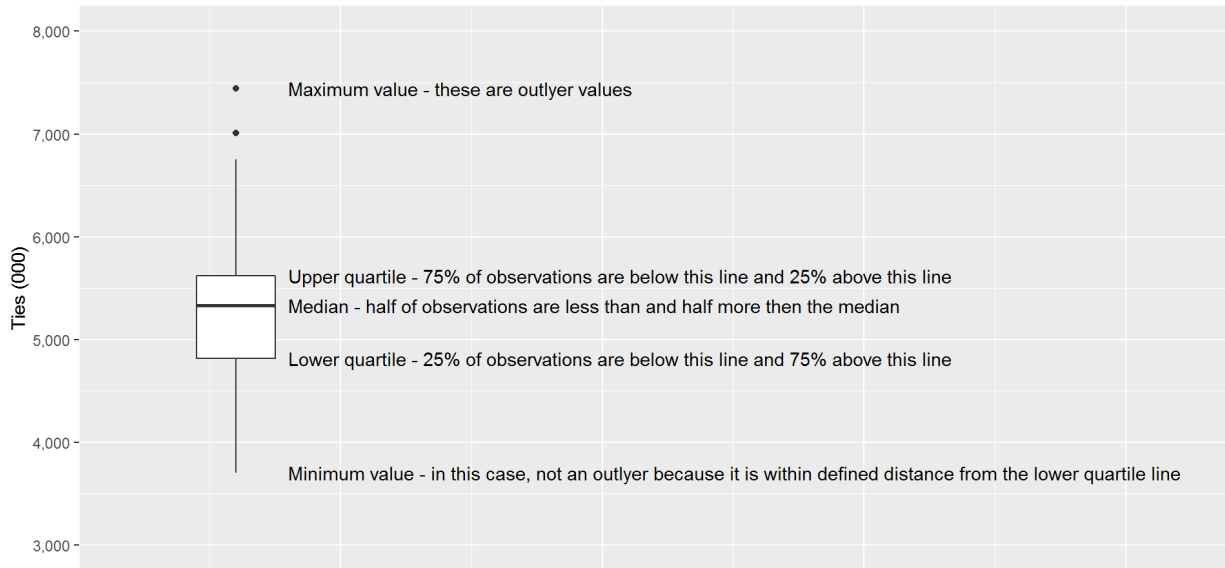 8,000
Maximum value - these are outlyer values
7,000
6,000
Ties (000)
Upper quartile - 75% of observations are below this line and 25% above this line
Median - half of observations are less than and half more then the median
5,000
Lower quartile - 25% of observations are below this line and 75% above this line
4,000
Minimum value - in this case, not an outlyer because it is within defined distance from the lower quartile line
3,000